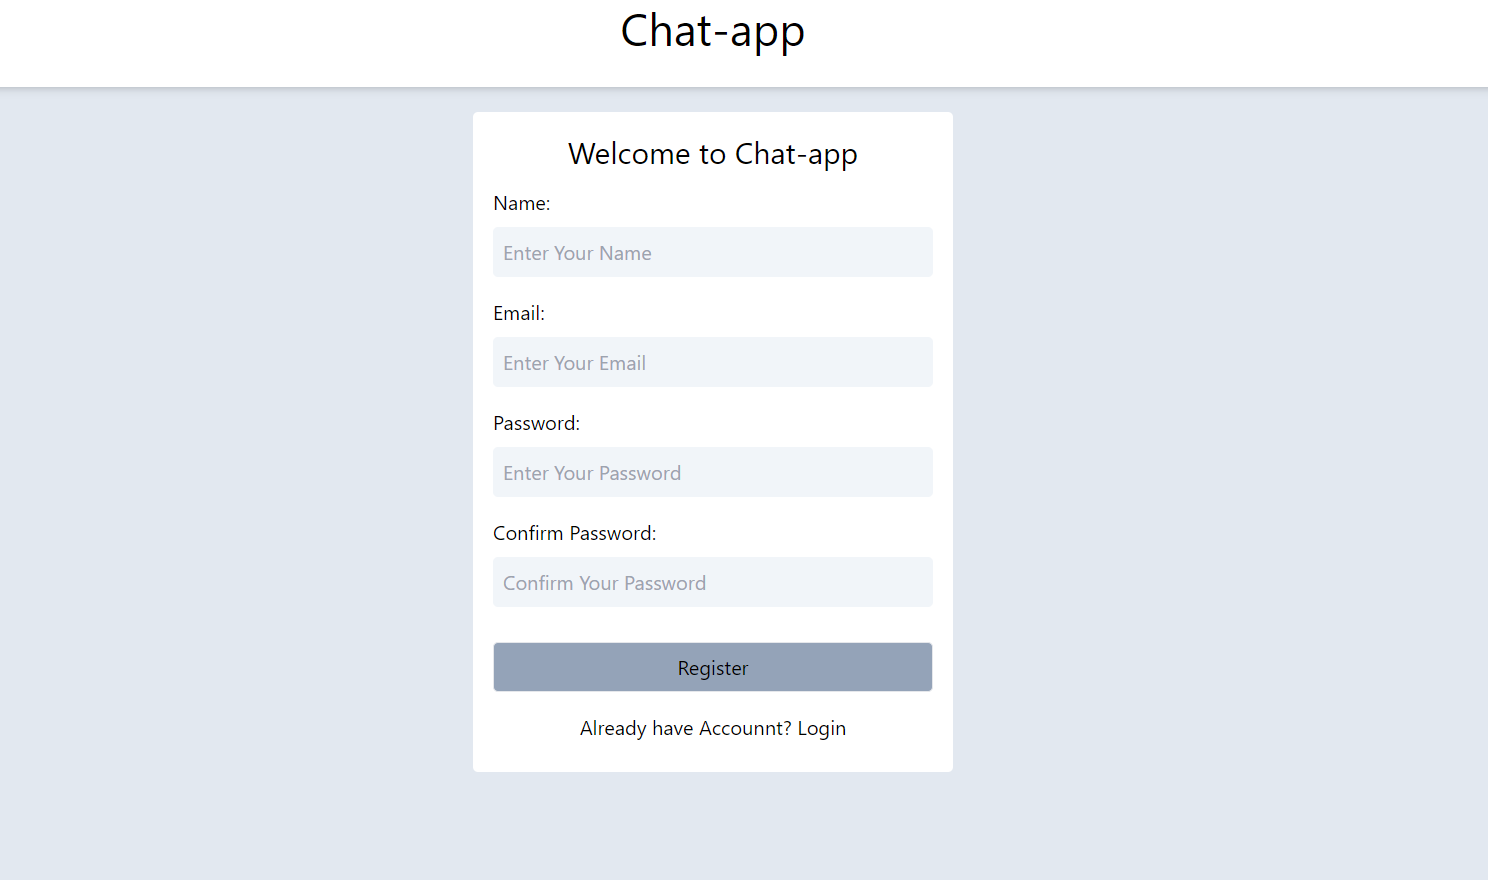 Chat-app
Welcome to Chat-app
Name:
Enter Your Name
Email:
Enter Your Email
Password:
Enter Your Password
Confirm Password:
Confirm Your Password
Register
Already have Accounnt? Login